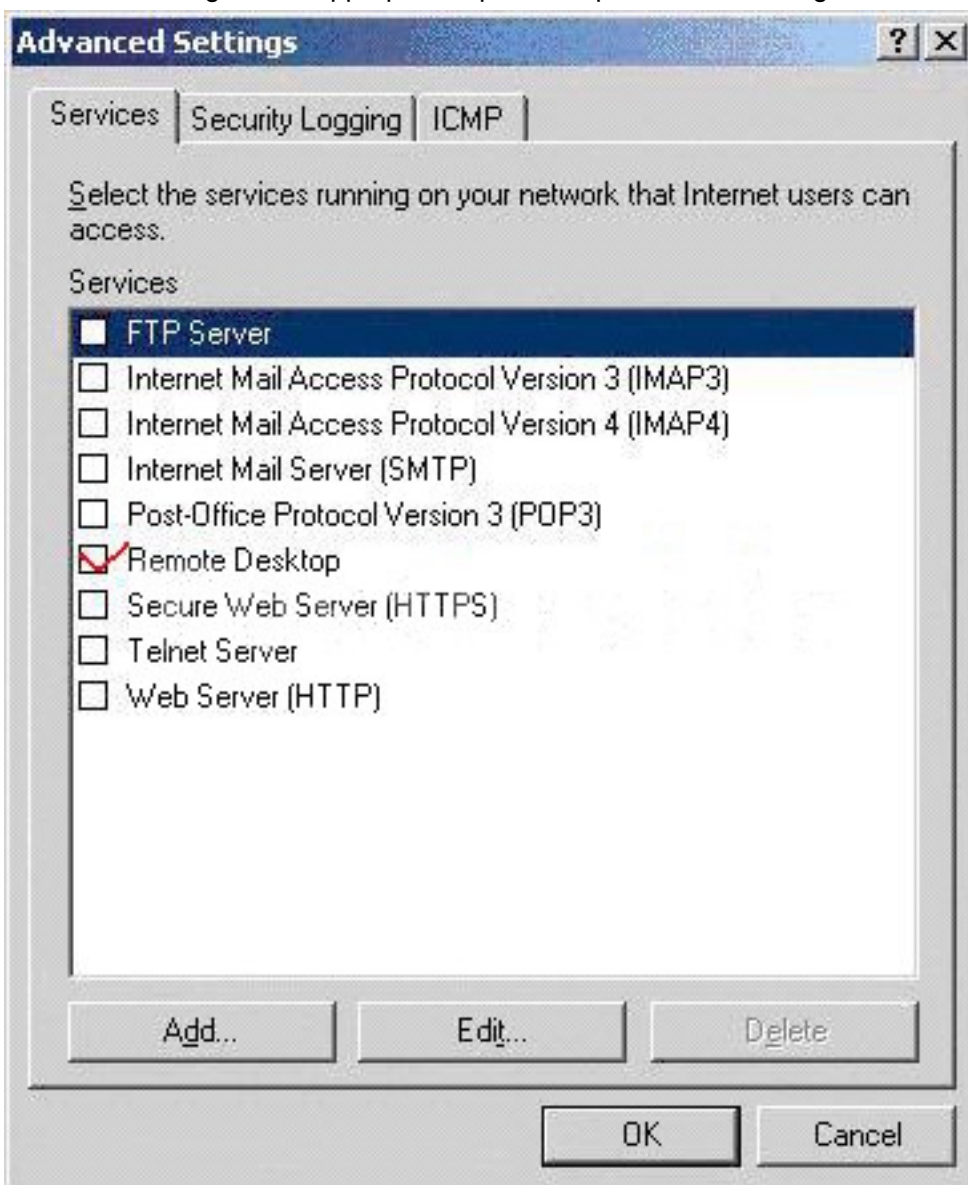 Advanced Settings
? X
Services Security Logging ICMP
Select the services running on your network that Internet users can
access.
Services
FTP Server
Internet Mail Access Protocol Version 3 (IMAP3)
Internet Mail Access Protocol Version 4 (IMAP4)
Internet Mail Server (SMTP)
Post-Office Protocol Version 3 (POP3)
Remote Desktop
Secure Web Server (HTTPS)
Telnet Server
Web Server (HTTP)
Add... Edit... Delete
OK Cancel